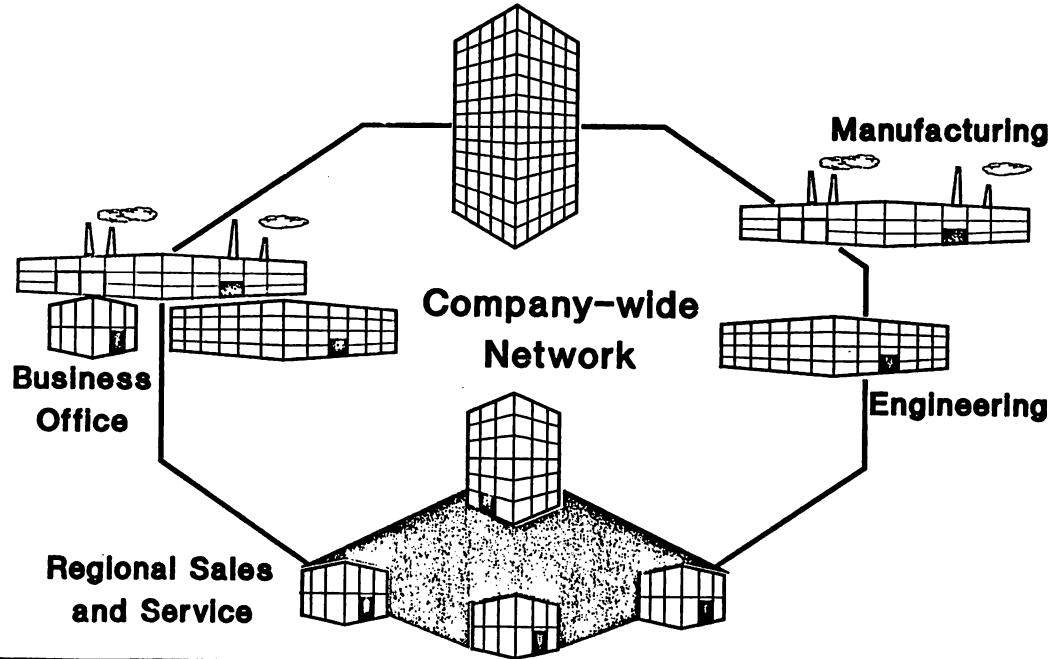 Manufacturing
Company-wide
Network
Business
Office
Engineering
Regional Sales
and Service